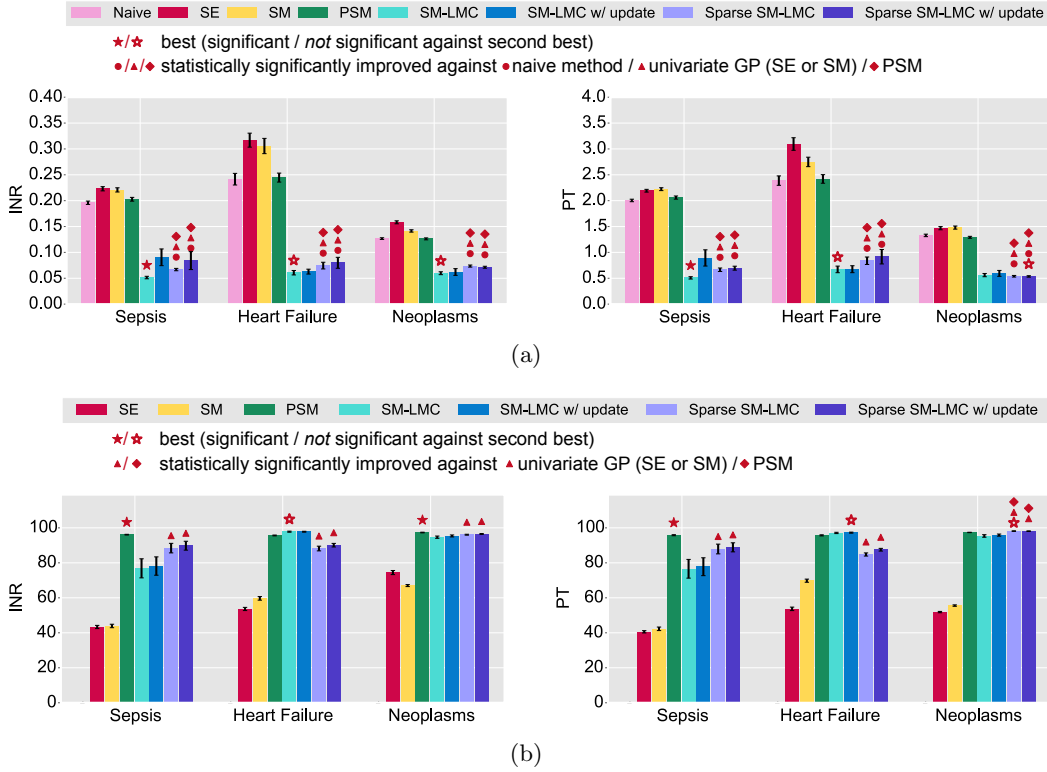 Naive SE SM PSM SM-LMC SM-LMC w/ update Sparse SM-LMC Sparse SM-LMC w/ update
★/☆ best (significant / not significant against second best)
●/▲/◆ statistically significantly improved against ● naive method / ▲ univariate GP (SE or SM) / ◆ PSM
INR
0.40
0.35
0.30
0.25
0.20
0.15
0.10
0.05
0.00
Sepsis Heart Failure Neoplasms
PT
4.0
3.5
3.0
2.5
2.0
1.5
1.0
0.5
0.0
Sepsis Heart Failure Neoplasms
(a)
SE SM PSM SM-LMC SM-LMC w/ update Sparse SM-LMC Sparse SM-LMC w/ update
★/☆ best (significant / not significant against second best)
▲/◆ statistically significantly improved against ▲ univariate GP (SE or SM) / ◆ PSM
INR
100
80
60
40
20
0
Sepsis Heart Failure Neoplasms
PT
100
80
60
40
20
0
Sepsis Heart Failure Neoplasms
(b)